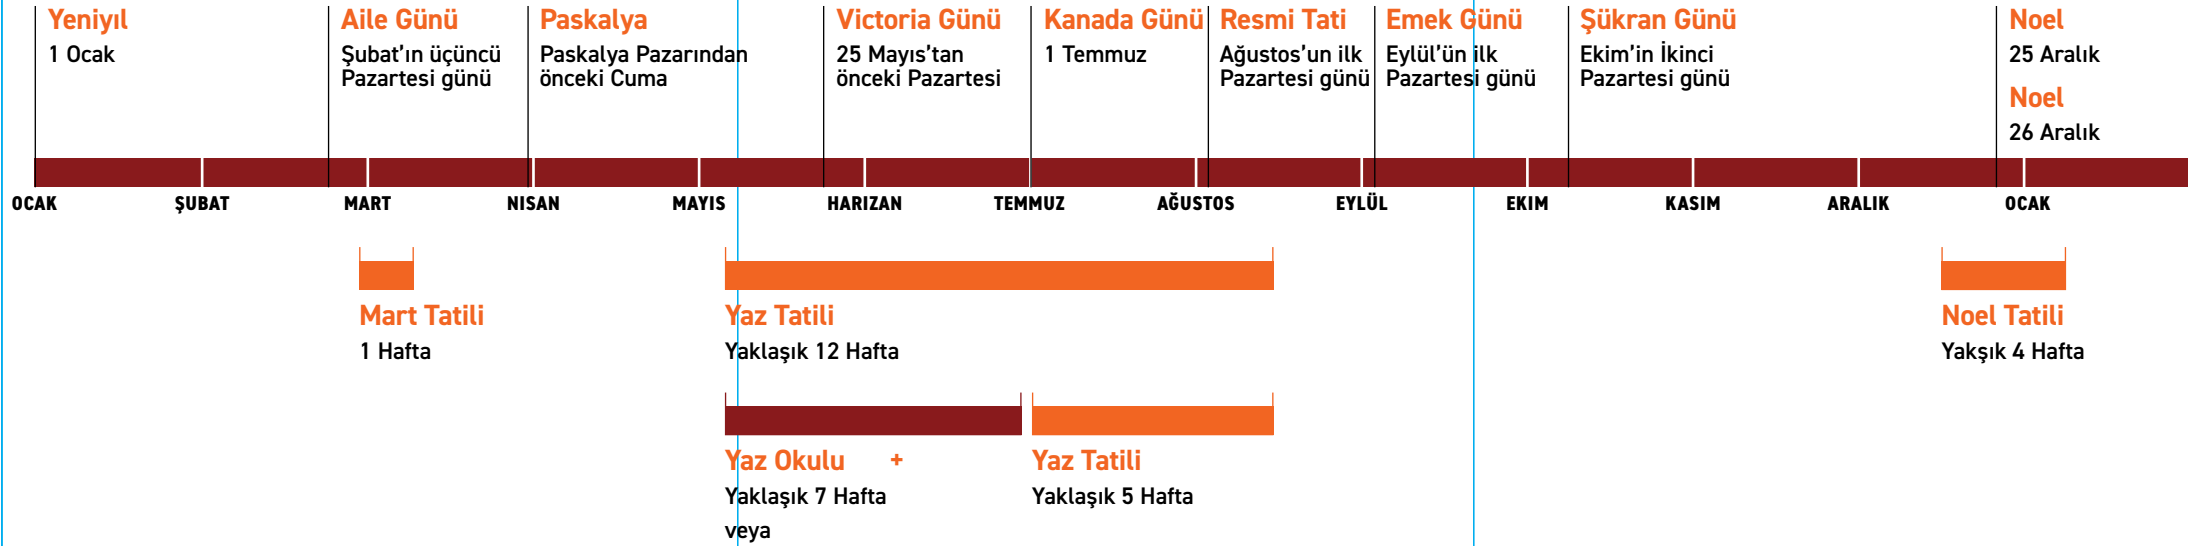 Yeniyıl
1 Ocak
Aile Günü
Şubat’ın üçüncü
Pazartesi günü
Paskalya
Paskalya Pazarından
önceki Cuma
Victoria Günü
25 Mayıs’tan
önceki Pazartesi
Kanada Günü
1 Temmuz
Resmi Tati
Ağustos’un ilk
Pazartesi günü
Emek Günü
Eylül’ün ilk
Pazartesi günü
Şükran Günü
Ekim’in İkinci
Pazartesi günü
Noel
25 Aralık
Noel
26 Aralık
OCAK ŞUBAT MART NISAN MAYIS HARIZAN TEMMUZ AĞUSTOS EYLÜL EKIM KASIM ARALIK OCAK
Mart Tatili
1 Hafta
Yaz Tatili
Yaklaşık 12 Hafta
Noel Tatili
Yakşık 4 Hafta
Yaz Okulu +
Yaklaşık 7 Hafta
veya
Yaz Tatili
Yaklaşık 5 Hafta